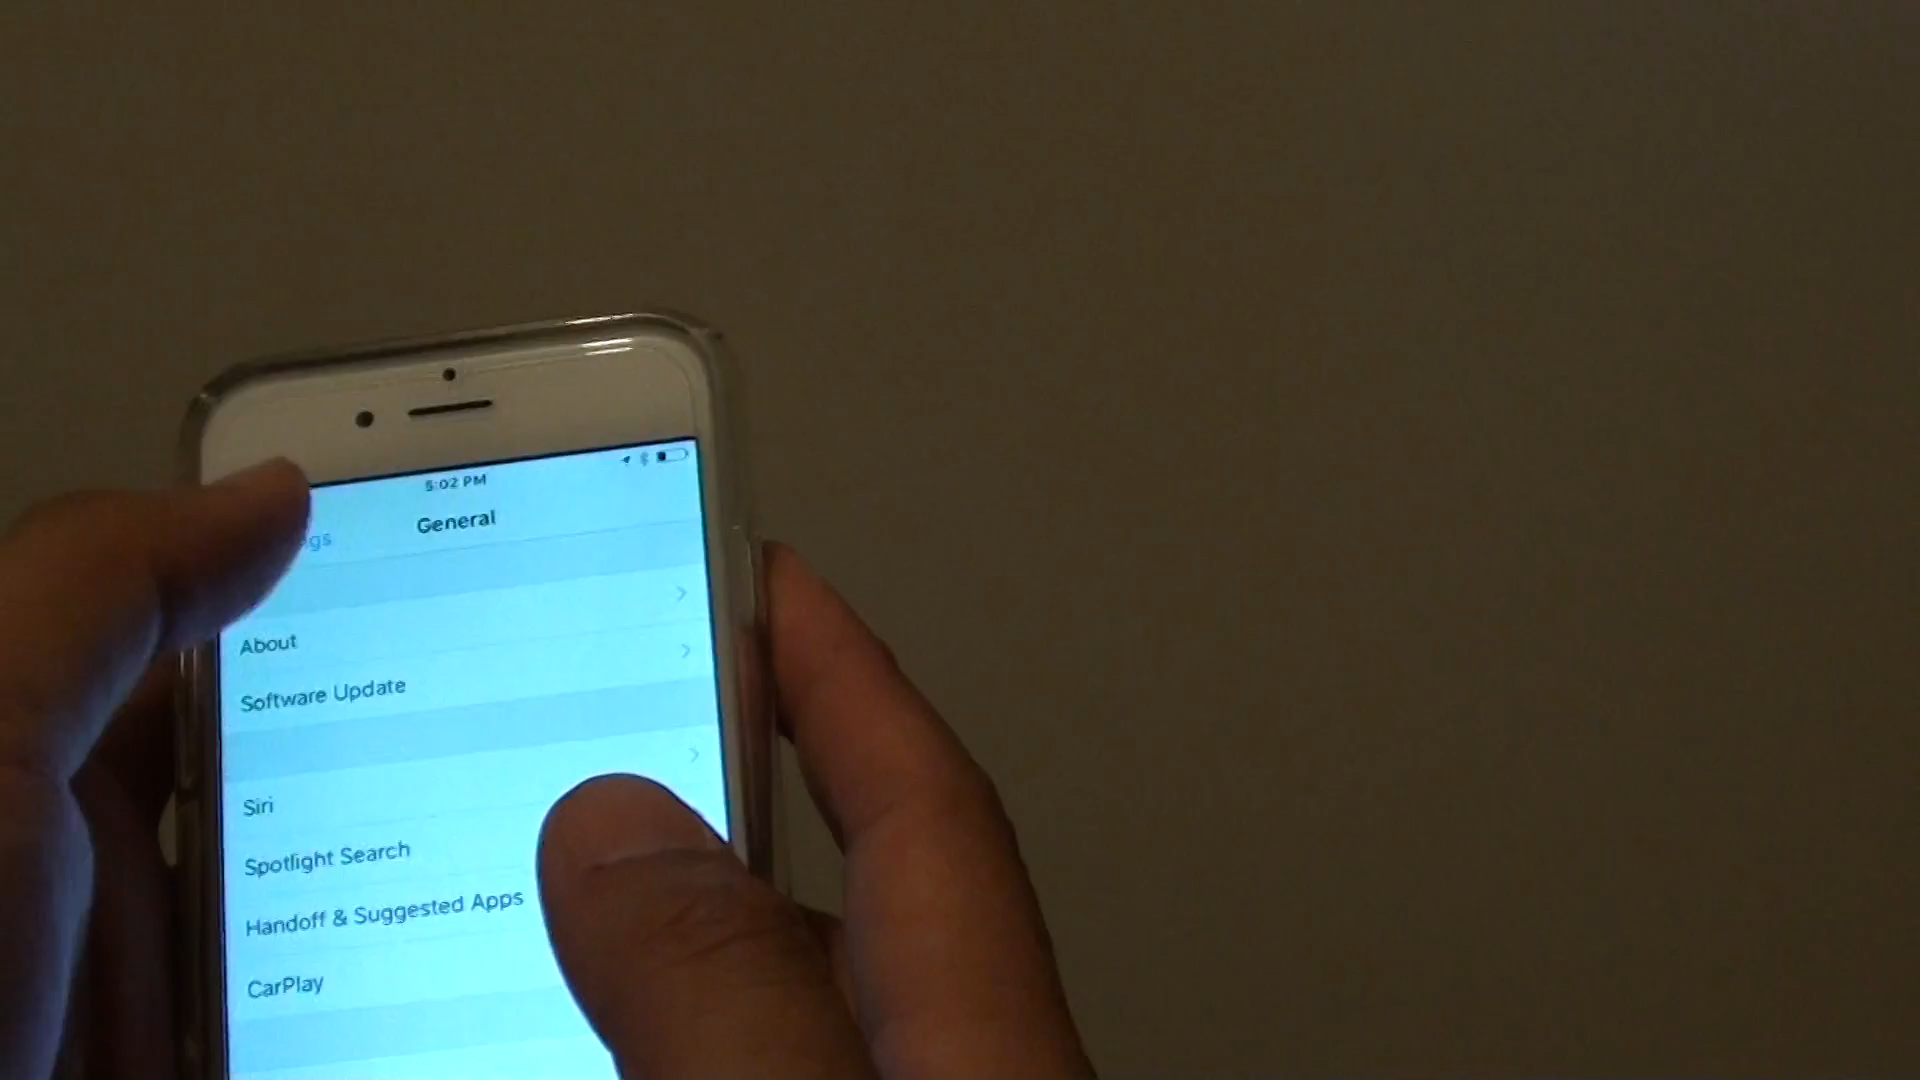 5:02 PM
General
About
Software Update
Siri
Spotlight Search
Handoff & Suggested Apps
CarPlay